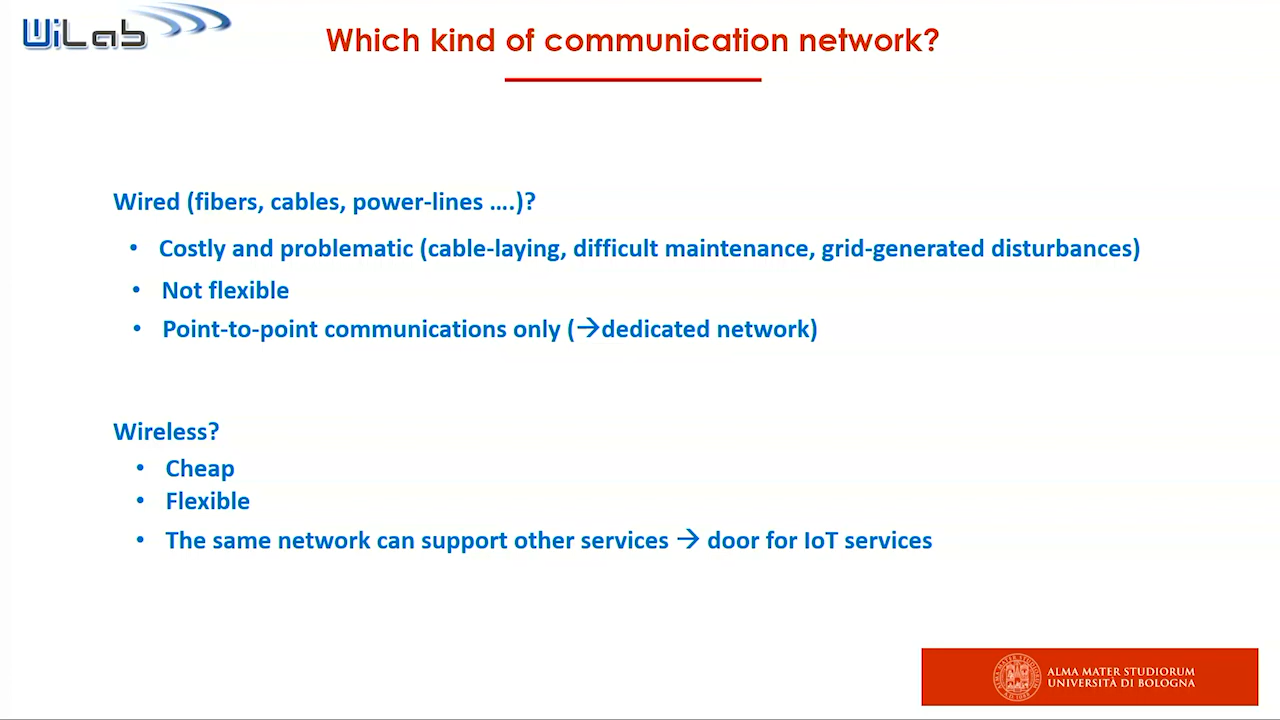 WiLab
Which kind of communication network?
Wired (fibers, cables, power-lines ....)?
• Costly and problematic (cable-laying, difficult maintenance, grid-generated disturbances)
• Not flexible
• Point-to-point communications only (→dedicated network)
Wireless?
• Cheap
• Flexible
• The same network can support other services → door for IoT services
ALMA MATER STUDIORUM
UNIVERSITÀ DI BOLOGNA